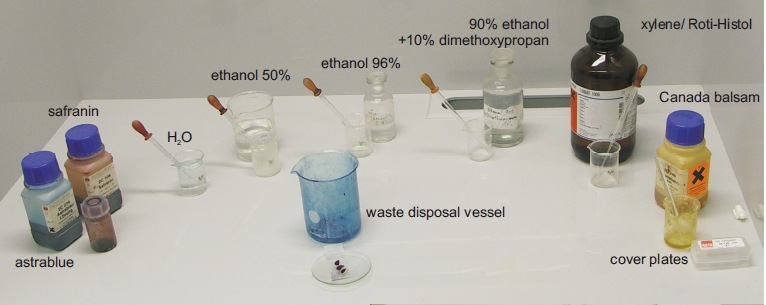 90% ethanol
+10% dimethoxypropan
xylene/ Roti-Histol
ethanol 96%
ethanol 50%
Canada balsam
safranin
H₂O
waste disposal vessel
astrablue
cover plates